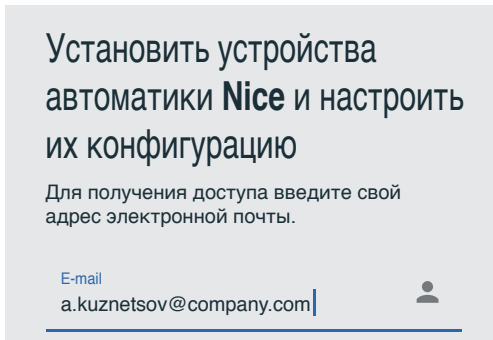 Установить устройства
автоматики Nice и настроить
их конфигурацию
Для получения доступа введите свой
адрес электронной почты.
E-mail
a.kuznetsov@company.com